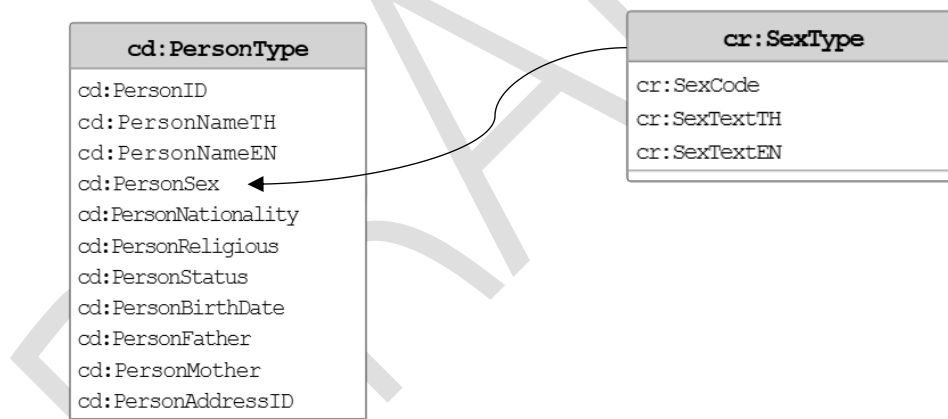 cd:PersonType
cd:PersonID
cd:PersonNameTH
cd:PersonNameEN
cd:PersonSex
cd:PersonNationality
cd:PersonReligious
cd:PersonStatus
cd:PersonBirthDate
cd:PersonFather
cd:PersonMother
cd:PersonAddressID
cr:SexType
cr:SexCode
cr:SexTextTH
cr:SexTextEN